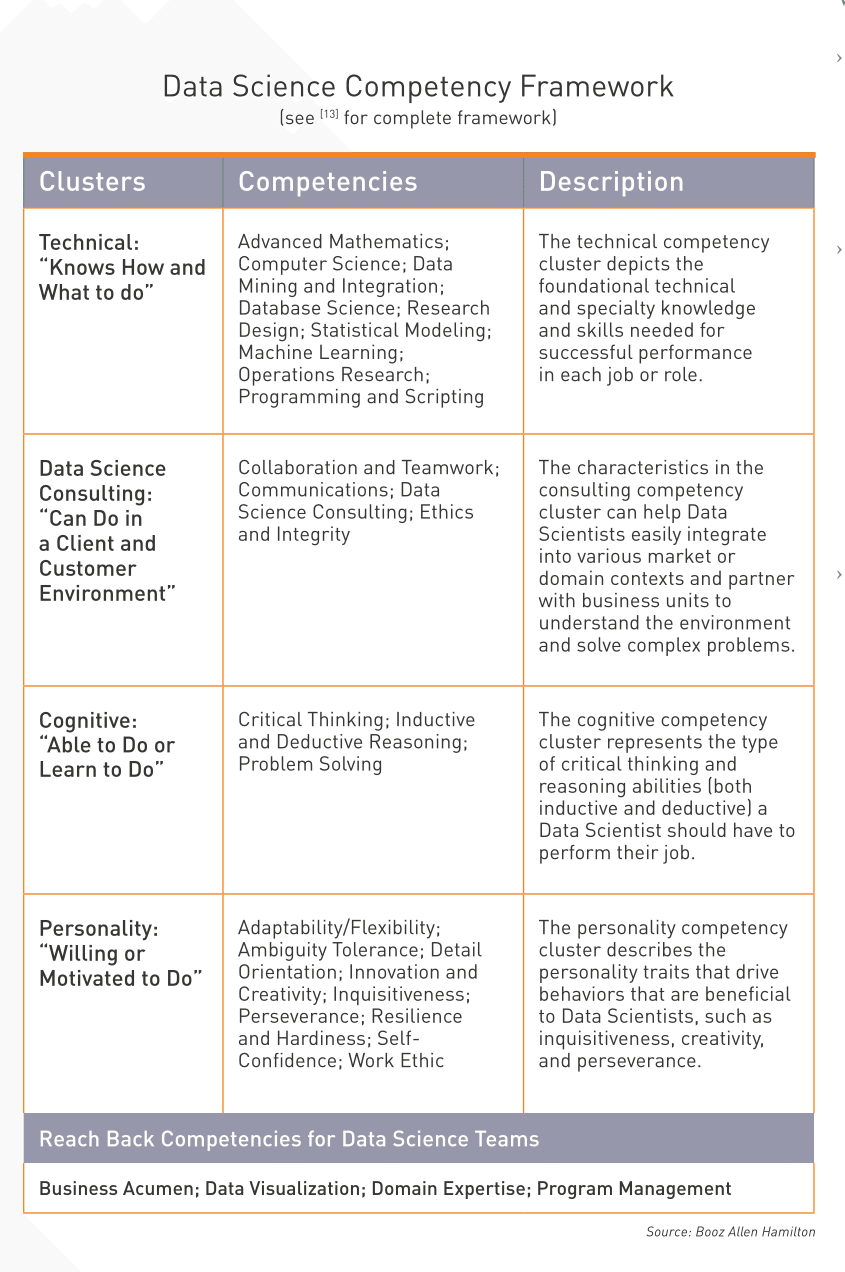 Data Science Competency Framework
(see [13] for complete framework)
Clusters
Competencies
Description
Technical:
“Knows How and
What to do”
Advanced Mathematics;
Computer Science; Data
Mining and Integration;
Database Science; Research
Design; Statistical Modeling;
Machine Learning;
Operations Research;
Programming and Scripting
The technical competency
cluster depicts the
foundational technical
and specialty knowledge
and skills needed for
successful performance
in each job or role.
Data Science
Consulting:
“Can Do in
a Client and
Customer
Environment”
Collaboration and Teamwork;
Communications; Data
Science Consulting; Ethics
and Integrity
The characteristics in the
consulting competency
cluster can help Data
Scientists easily integrate
into various market or
domain contexts and partner
with business units to
understand the environment
and solve complex problems.
Cognitive:
“Able to Do or
Learn to Do”
Critical Thinking; Inductive
and Deductive Reasoning;
Problem Solving
The cognitive competency
cluster represents the type
of critical thinking and
reasoning abilities (both
inductive and deductive) a
Data Scientist should have to
perform their job.
Personality:
“Willing or
Motivated to Do”
Adaptability/Flexibility;
Ambiguity Tolerance; Detail
Orientation; Innovation and
Creativity; Inquisitiveness;
Perseverance; Resilience
and Hardiness; Self-
Confidence; Work Ethic
The personality competency
cluster describes the
personality traits that drive
behaviors that are beneficial
to Data Scientists, such as
inquisitiveness, creativity,
and perseverance.
Reach Back Competencies for Data Science Teams
Business Acumen; Data Visualization; Domain Expertise; Program Management
Source: Booz Allen Hamilton